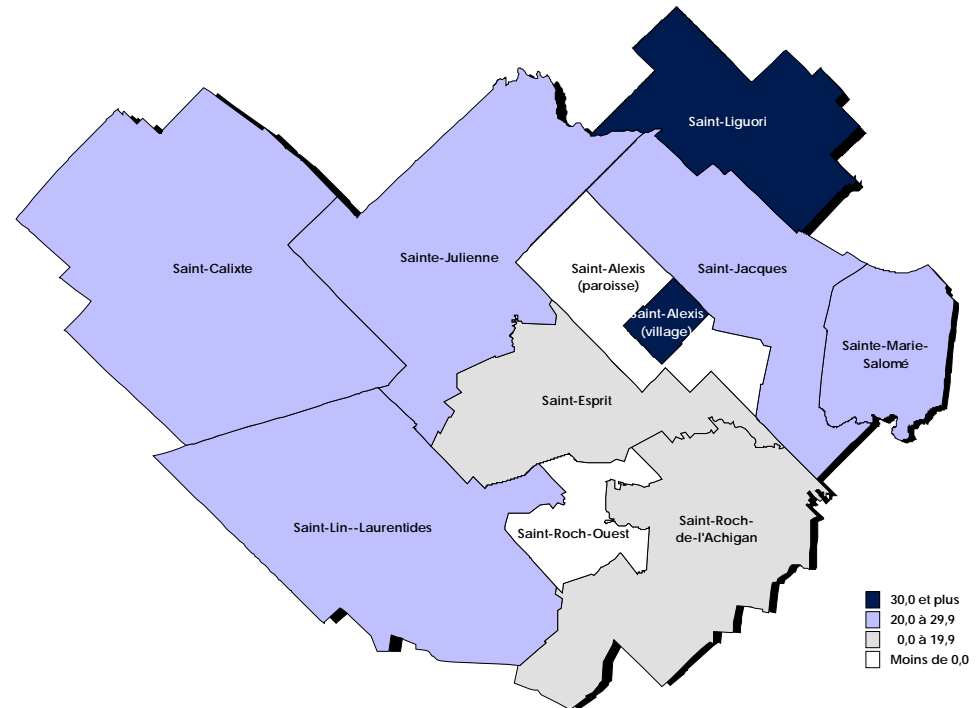 Saint-Liguori
Saint-Calixte
Sainte-Julienne
Saint-Alexis
(paroisse)
Saint-Jacques
Saint-Alexis
(village)
Sainte-Marie-
Salomé
Saint-Esprit
Saint-Lin--Laurentides
Saint-Roch-Ouest
Saint-Roch-
de-l'Achigan
30,0 et plus
20,0 à 29,9
0,0 à 19,9
Moins de 0,0